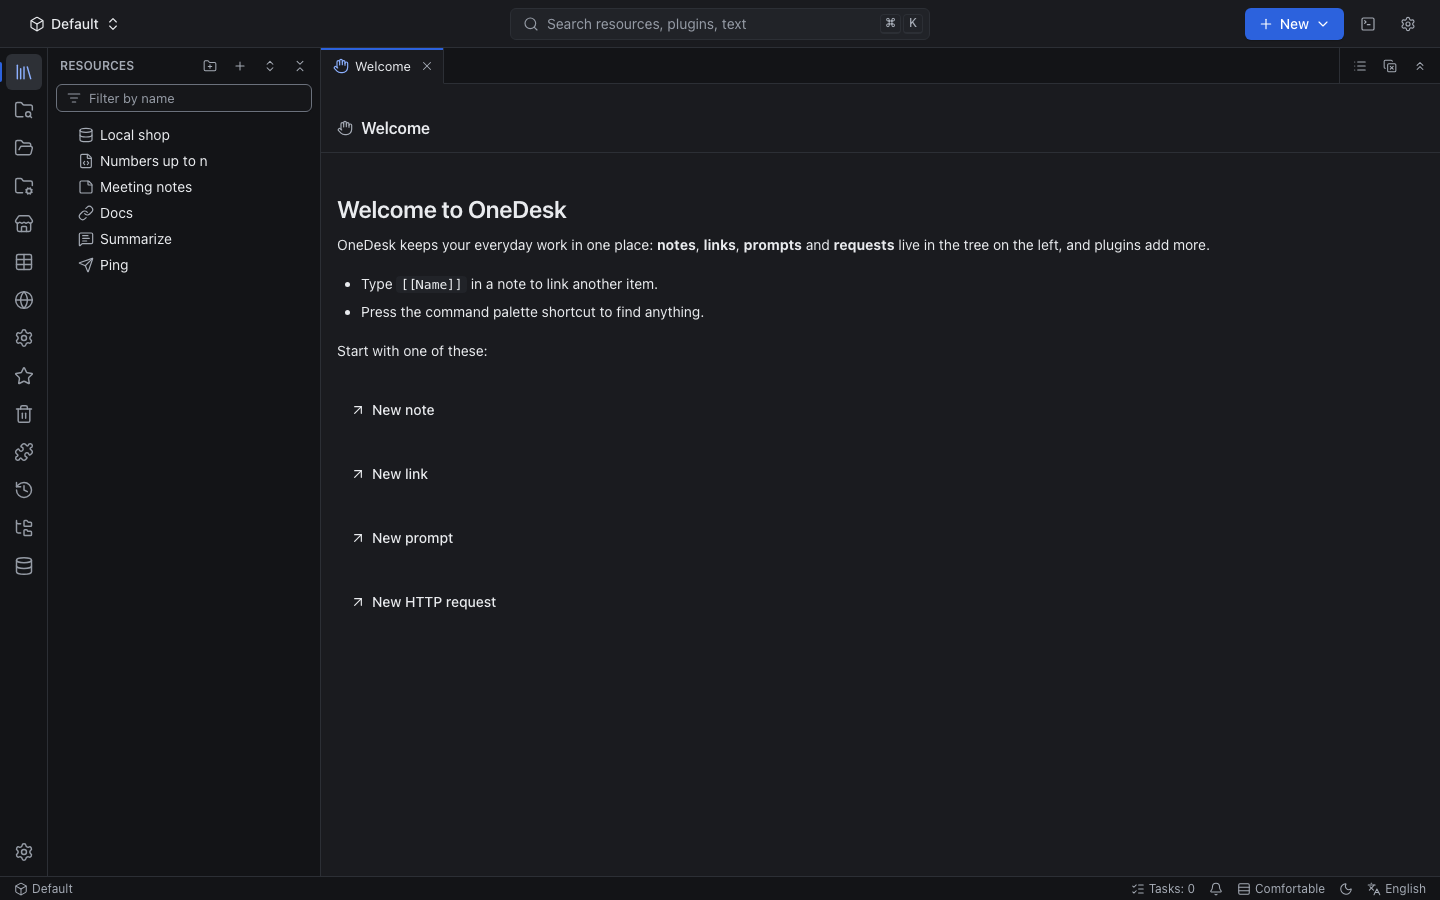 Default
Search resources, plugins, text
⌘ K
New
RESOURCES
Filter by name
Local shop
Numbers up to n
Meeting notes
Docs
Summarize
Ping
Welcome
Welcome
Welcome to OneDesk
OneDesk keeps your everyday work in one place: notes, links, prompts and requests live in the tree on the left, and plugins add more.
Type [[Name]] in a note to link another item.
Press the command palette shortcut to find anything.
Start with one of these:
New note
New link
New prompt
New HTTP request
Default
Tasks: 0
Comfortable
English